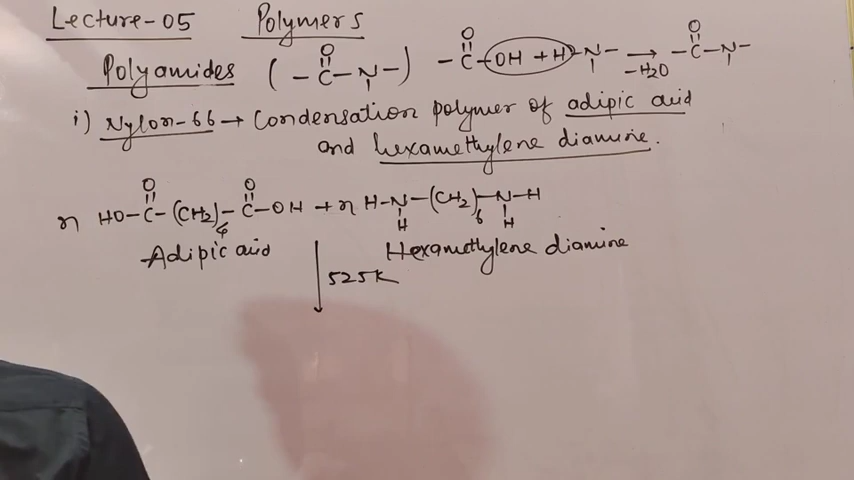 Lecture-05 Polymers
Polyamides (-C-N-) -C-OH + H-N- → -C-N-
O O O
-H2O
i) Nylon-66 → Condensation polymer of adipic acid
and hexamethylene diamine.
O O
n HO-C-(CH2)4-C-OH + n H-N-(CH2)6-N-H
H H
Adipic acid Hexamethylene diamine
525K